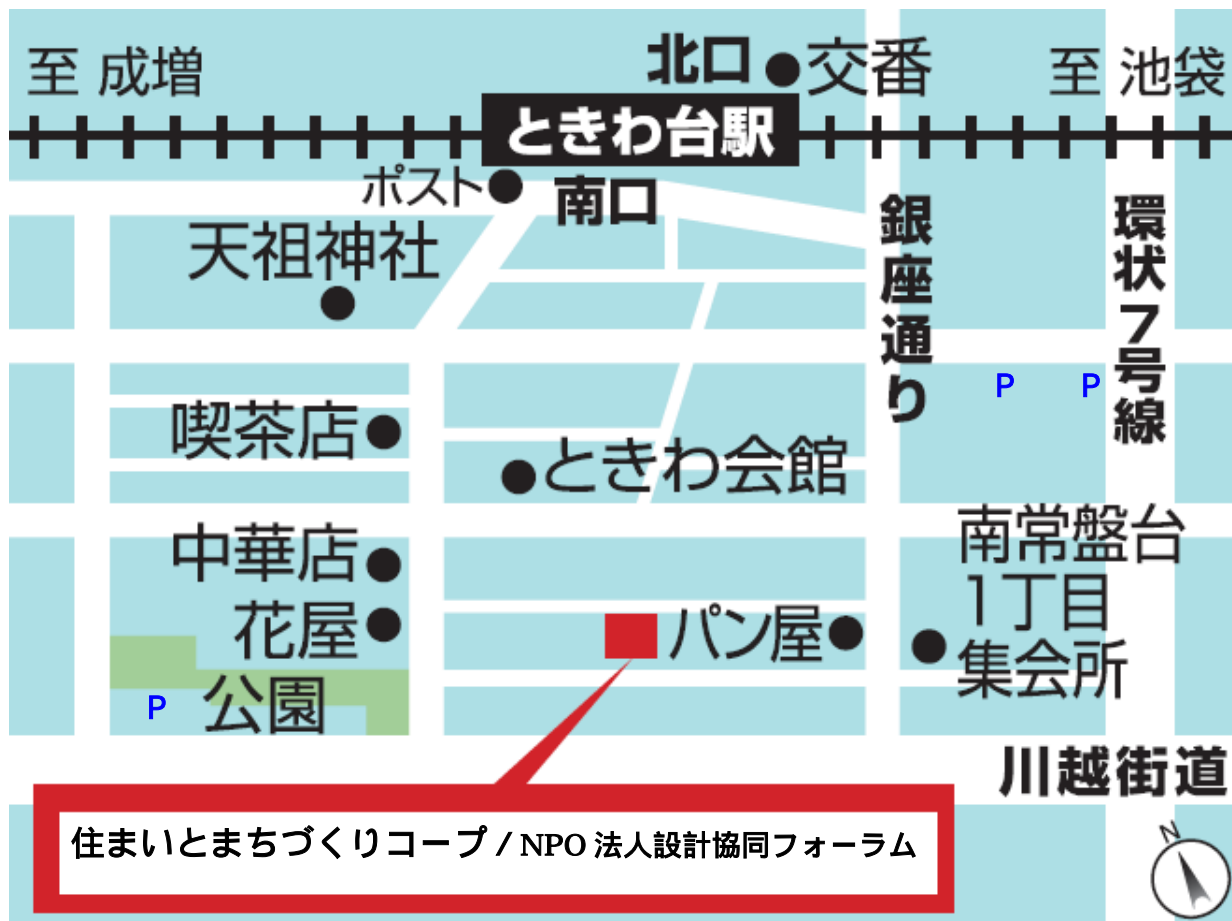 北口
交番
至 成増
至 池袋
ときわ台駅
ポスト
南口
天祖神社
銀座通り
環状7号線
P
P
喫茶店
ときわ会館
中華店
南常盤台
1丁目
集会所
花屋
パン屋
P
公園
川越街道
住まいとまちづくりコープ / NPO 法人設計協同フォーラム
N